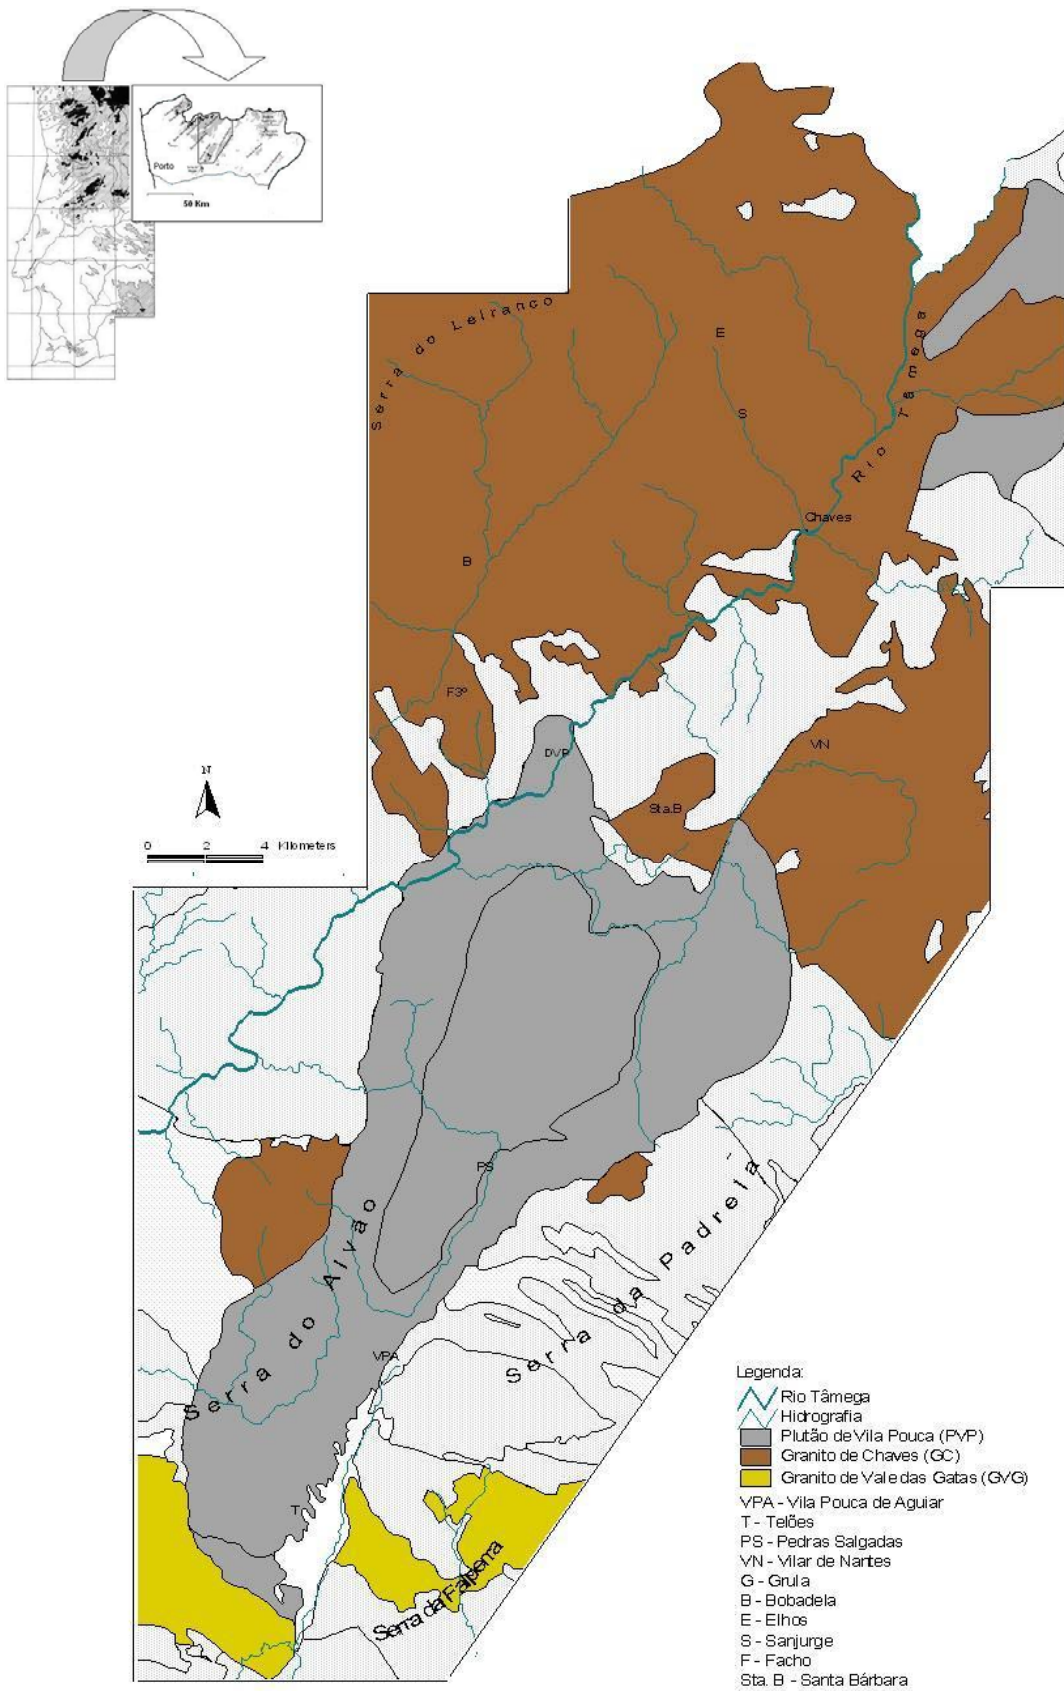 Porto
50 Km
Serra do Leiranco
E
Rio Tamega
S
Chaves
B
F3º
DVP
VN
Sta.B
N
0 2 4 Kilometers
PS
Serra do Alvão
Serra da Padrela
VPA
T
Serra da Falperra
Legenda:
Rio Tâmega
Hidrografia
Plutão de Vila Pouca (PVP)
Granito de Chaves (GC)
Granito de Vale das Gatas (GVG)
VPA - Vila Pouca de Aguiar
T - Telões
PS - Pedras Salgadas
VN - Vilar de Nantes
G - Grula
B - Bobadela
E - Elhos
S - Sanjurge
F - Facho
Sta. B - Santa Bárbara